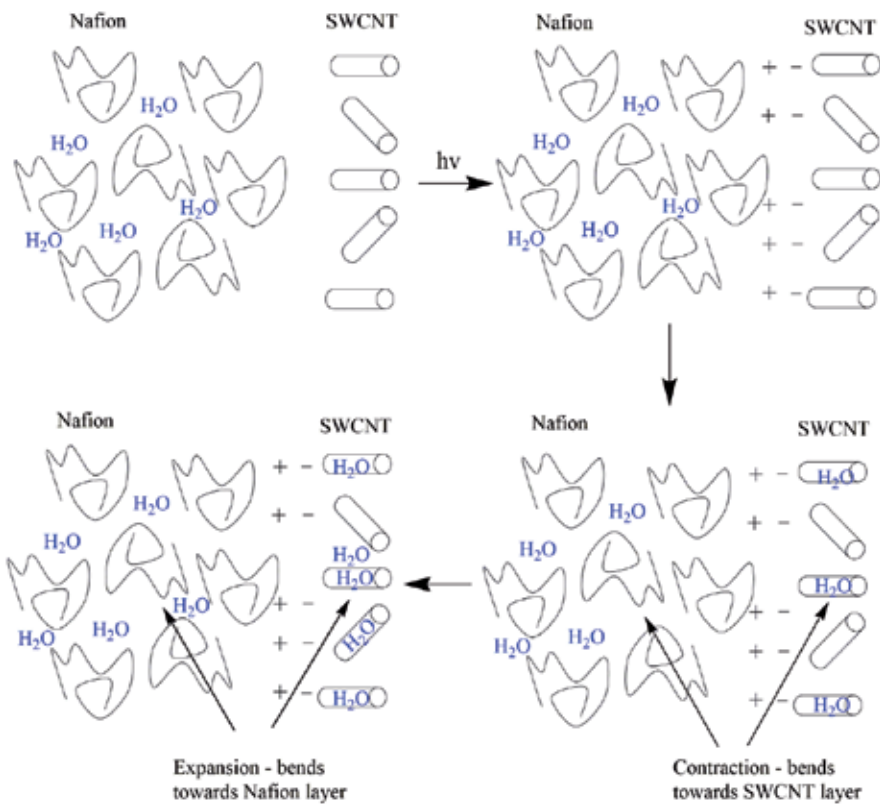 Nafion
SWCNT
H₂O
H₂O
H₂O
H₂O
H₂O
hν
Nafion
SWCNT
+ −
H₂O
+ −
H₂O
H₂O
+ −
H₂O
+ −
H₂O
+ −
Nafion
SWCNT
+ − H₂O
H₂O
+ −
H₂O
H₂O
H₂O
H₂O
+ −
H₂O
+ − H₂O
H₂O
+ − H₂O
Expansion - bends
towards Nafion layer
Nafion
SWCNT
+ − H₂O
H₂O
+ −
H₂O
H₂O
+ −
H₂O
+ −
H₂O
+ − H₂O
Contraction - bends
towards SWCNT layer